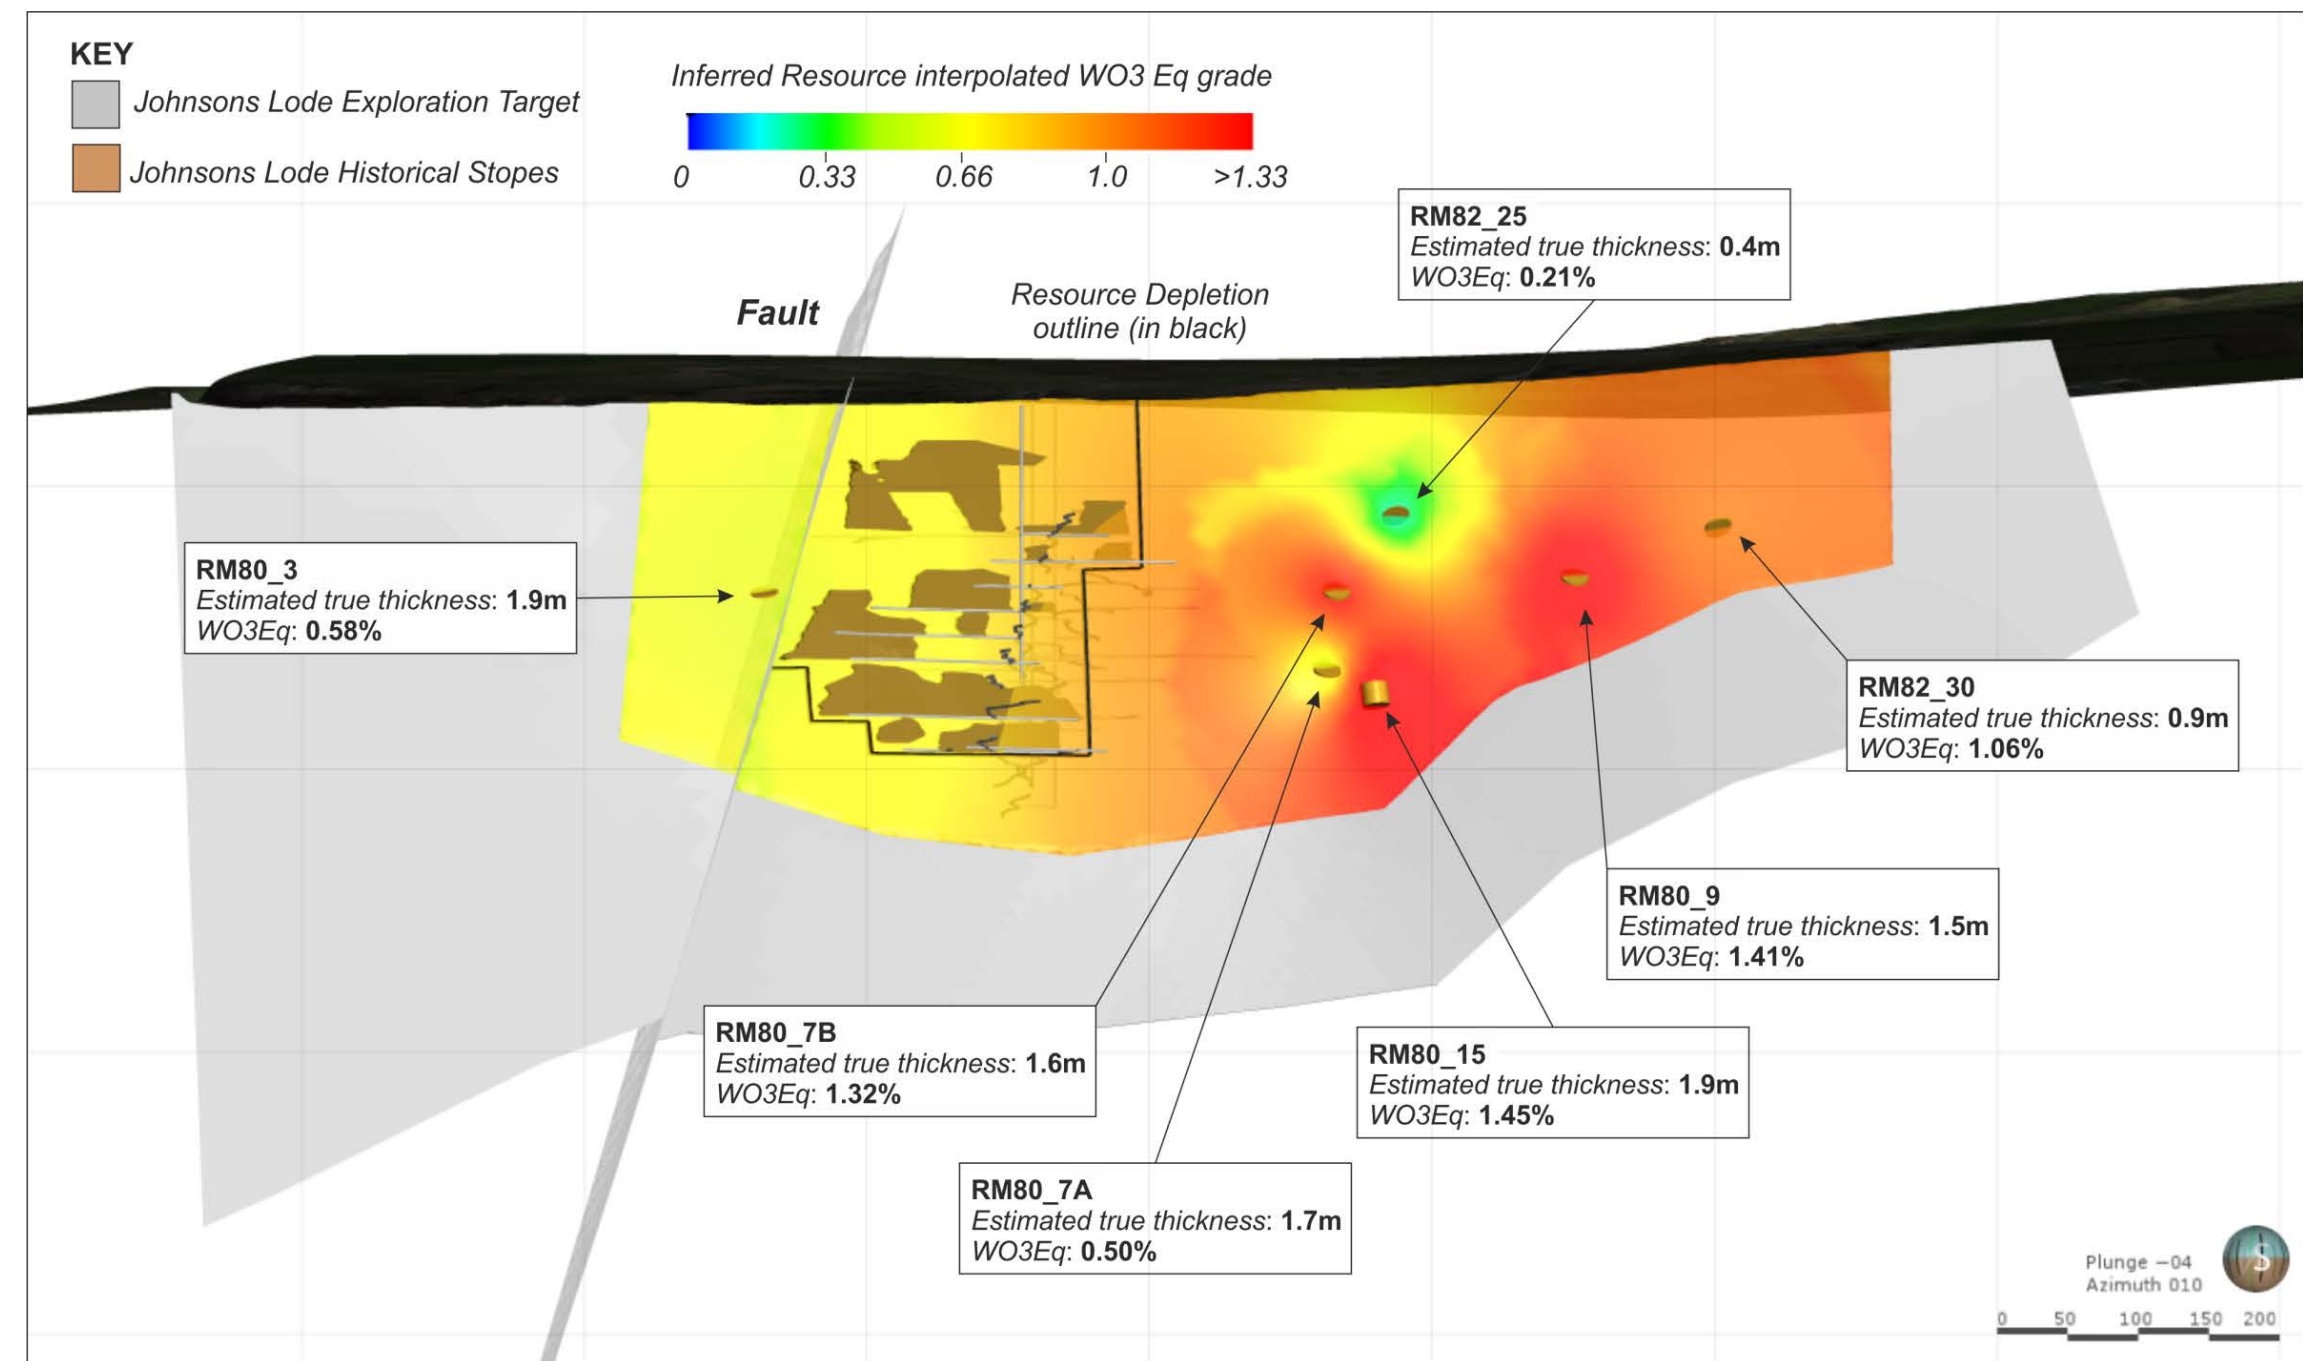 KEY
Johnsons Lode Exploration Target
Johnsons Lode Historical Stopes
Inferred Resource interpolated WO3 Eq grade
0 0.33 0.66 1.0 >1.33
RM82_25
Estimated true thickness: 0.4m
WO3Eq: 0.21%
Fault
Resource Depletion
outline (in black)
RM80_3
Estimated true thickness: 1.9m
WO3Eq: 0.58%
RM82_30
Estimated true thickness: 0.9m
WO3Eq: 1.06%
RM80_9
Estimated true thickness: 1.5m
WO3Eq: 1.41%
RM80_7B
Estimated true thickness: 1.6m
WO3Eq: 1.32%
RM80_15
Estimated true thickness: 1.9m
WO3Eq: 1.45%
RM80_7A
Estimated true thickness: 1.7m
WO3Eq: 0.50%
Plunge −04
Azimuth 010
S
0 50 100 150 200